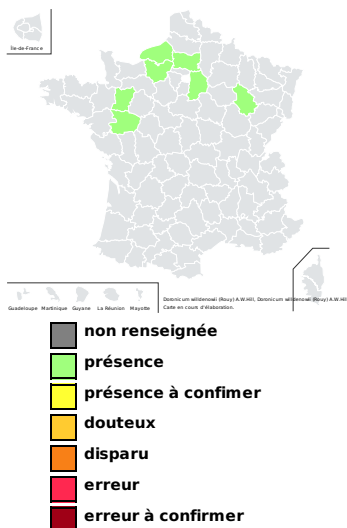 Île-de-France
Guadeloupe Martinique Guyane La Réunion Mayotte
Doronicum willdenowii (Rouy) A.W.Hill, Doronicum willdenowii (Rouy) A.W.Hill
Carte en cours d'élaboration.
non renseignée
présence
présence à confimer
douteux
disparu
erreur
erreur à confirmer